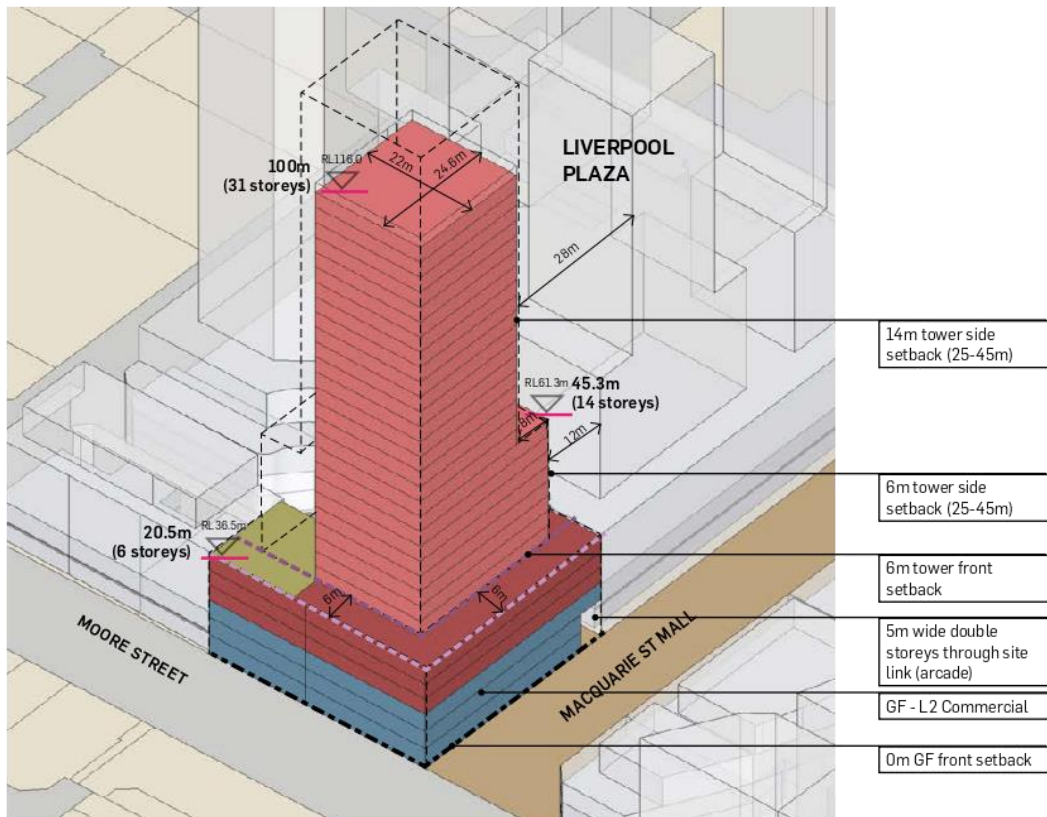 LIVERPOOL
PLAZA
RL116.0
100m
(31 storeys)
22m
24.6m
28m
14m tower side
setback (25-45m)
RL61.3m
45.3m
(14 storeys)
8m
12m
6m tower side
setback (25-45m)
RL36.5m
20.5m
(6 storeys)
6m tower front
setback
6m
6m
5m wide double
storeys through site
link (arcade)
MOORE STREET
MACQUARIE ST MALL
GF - L2 Commercial
0m GF front setback